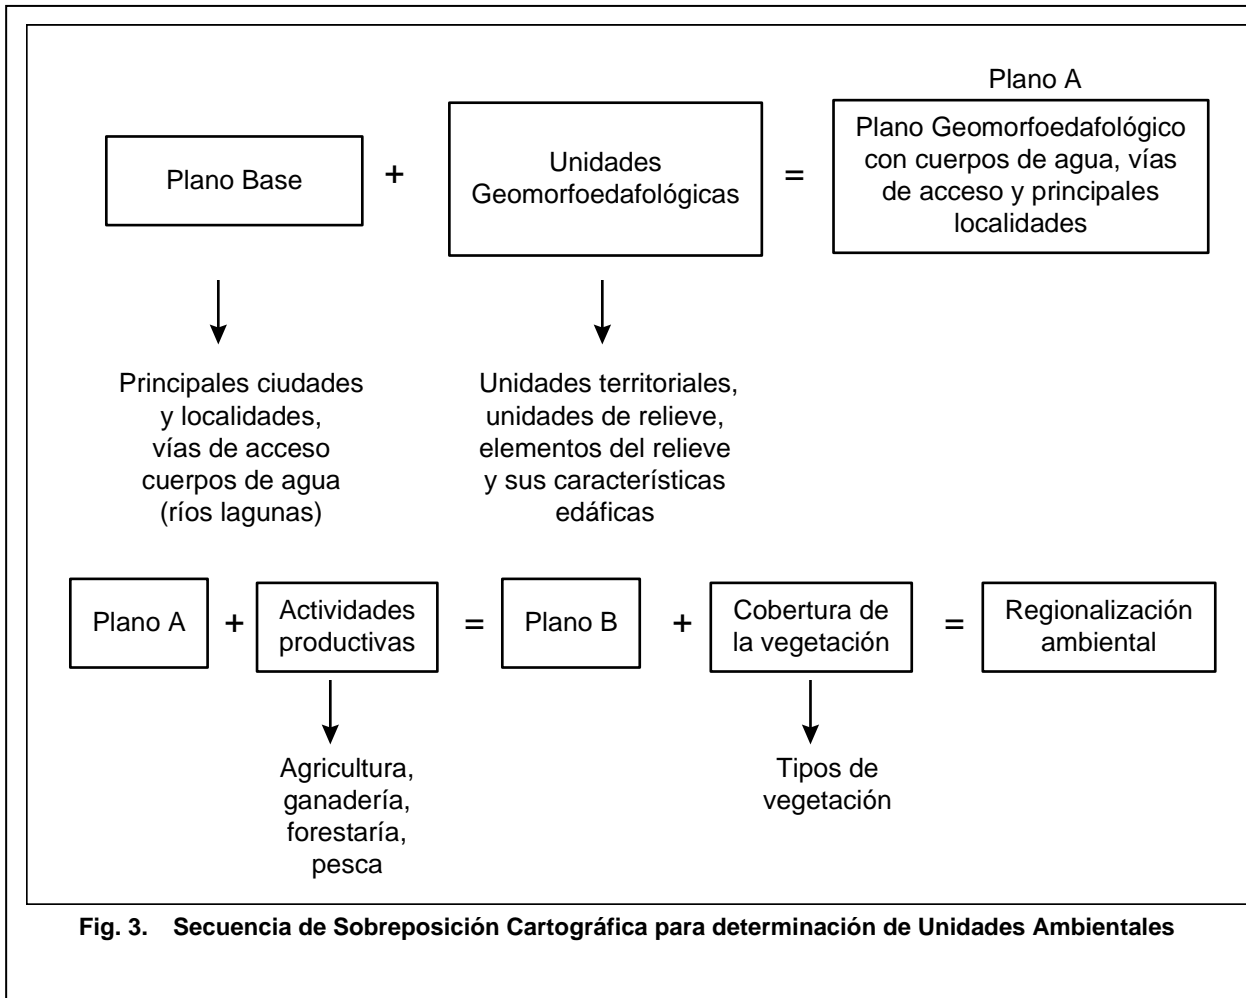 Plano A
Plano Base
+
Unidades
Geomorfoedafológicas
=
Plano Geomorfoedafológico
con cuerpos de agua, vías
de acceso y principales
localidades
Principales ciudades
y localidades,
vías de acceso
cuerpos de agua
(ríos lagunas)
Unidades territoriales,
unidades de relieve,
elementos del relieve
y sus características
edáficas
Plano A
+
Actividades
productivas
=
Plano B
+
Cobertura de
la vegetación
=
Regionalización
ambiental
Agricultura,
ganadería,
forestaría,
pesca
Tipos de
vegetación
Fig. 3. Secuencia de Sobreposición Cartográfica para determinación de Unidades Ambientales